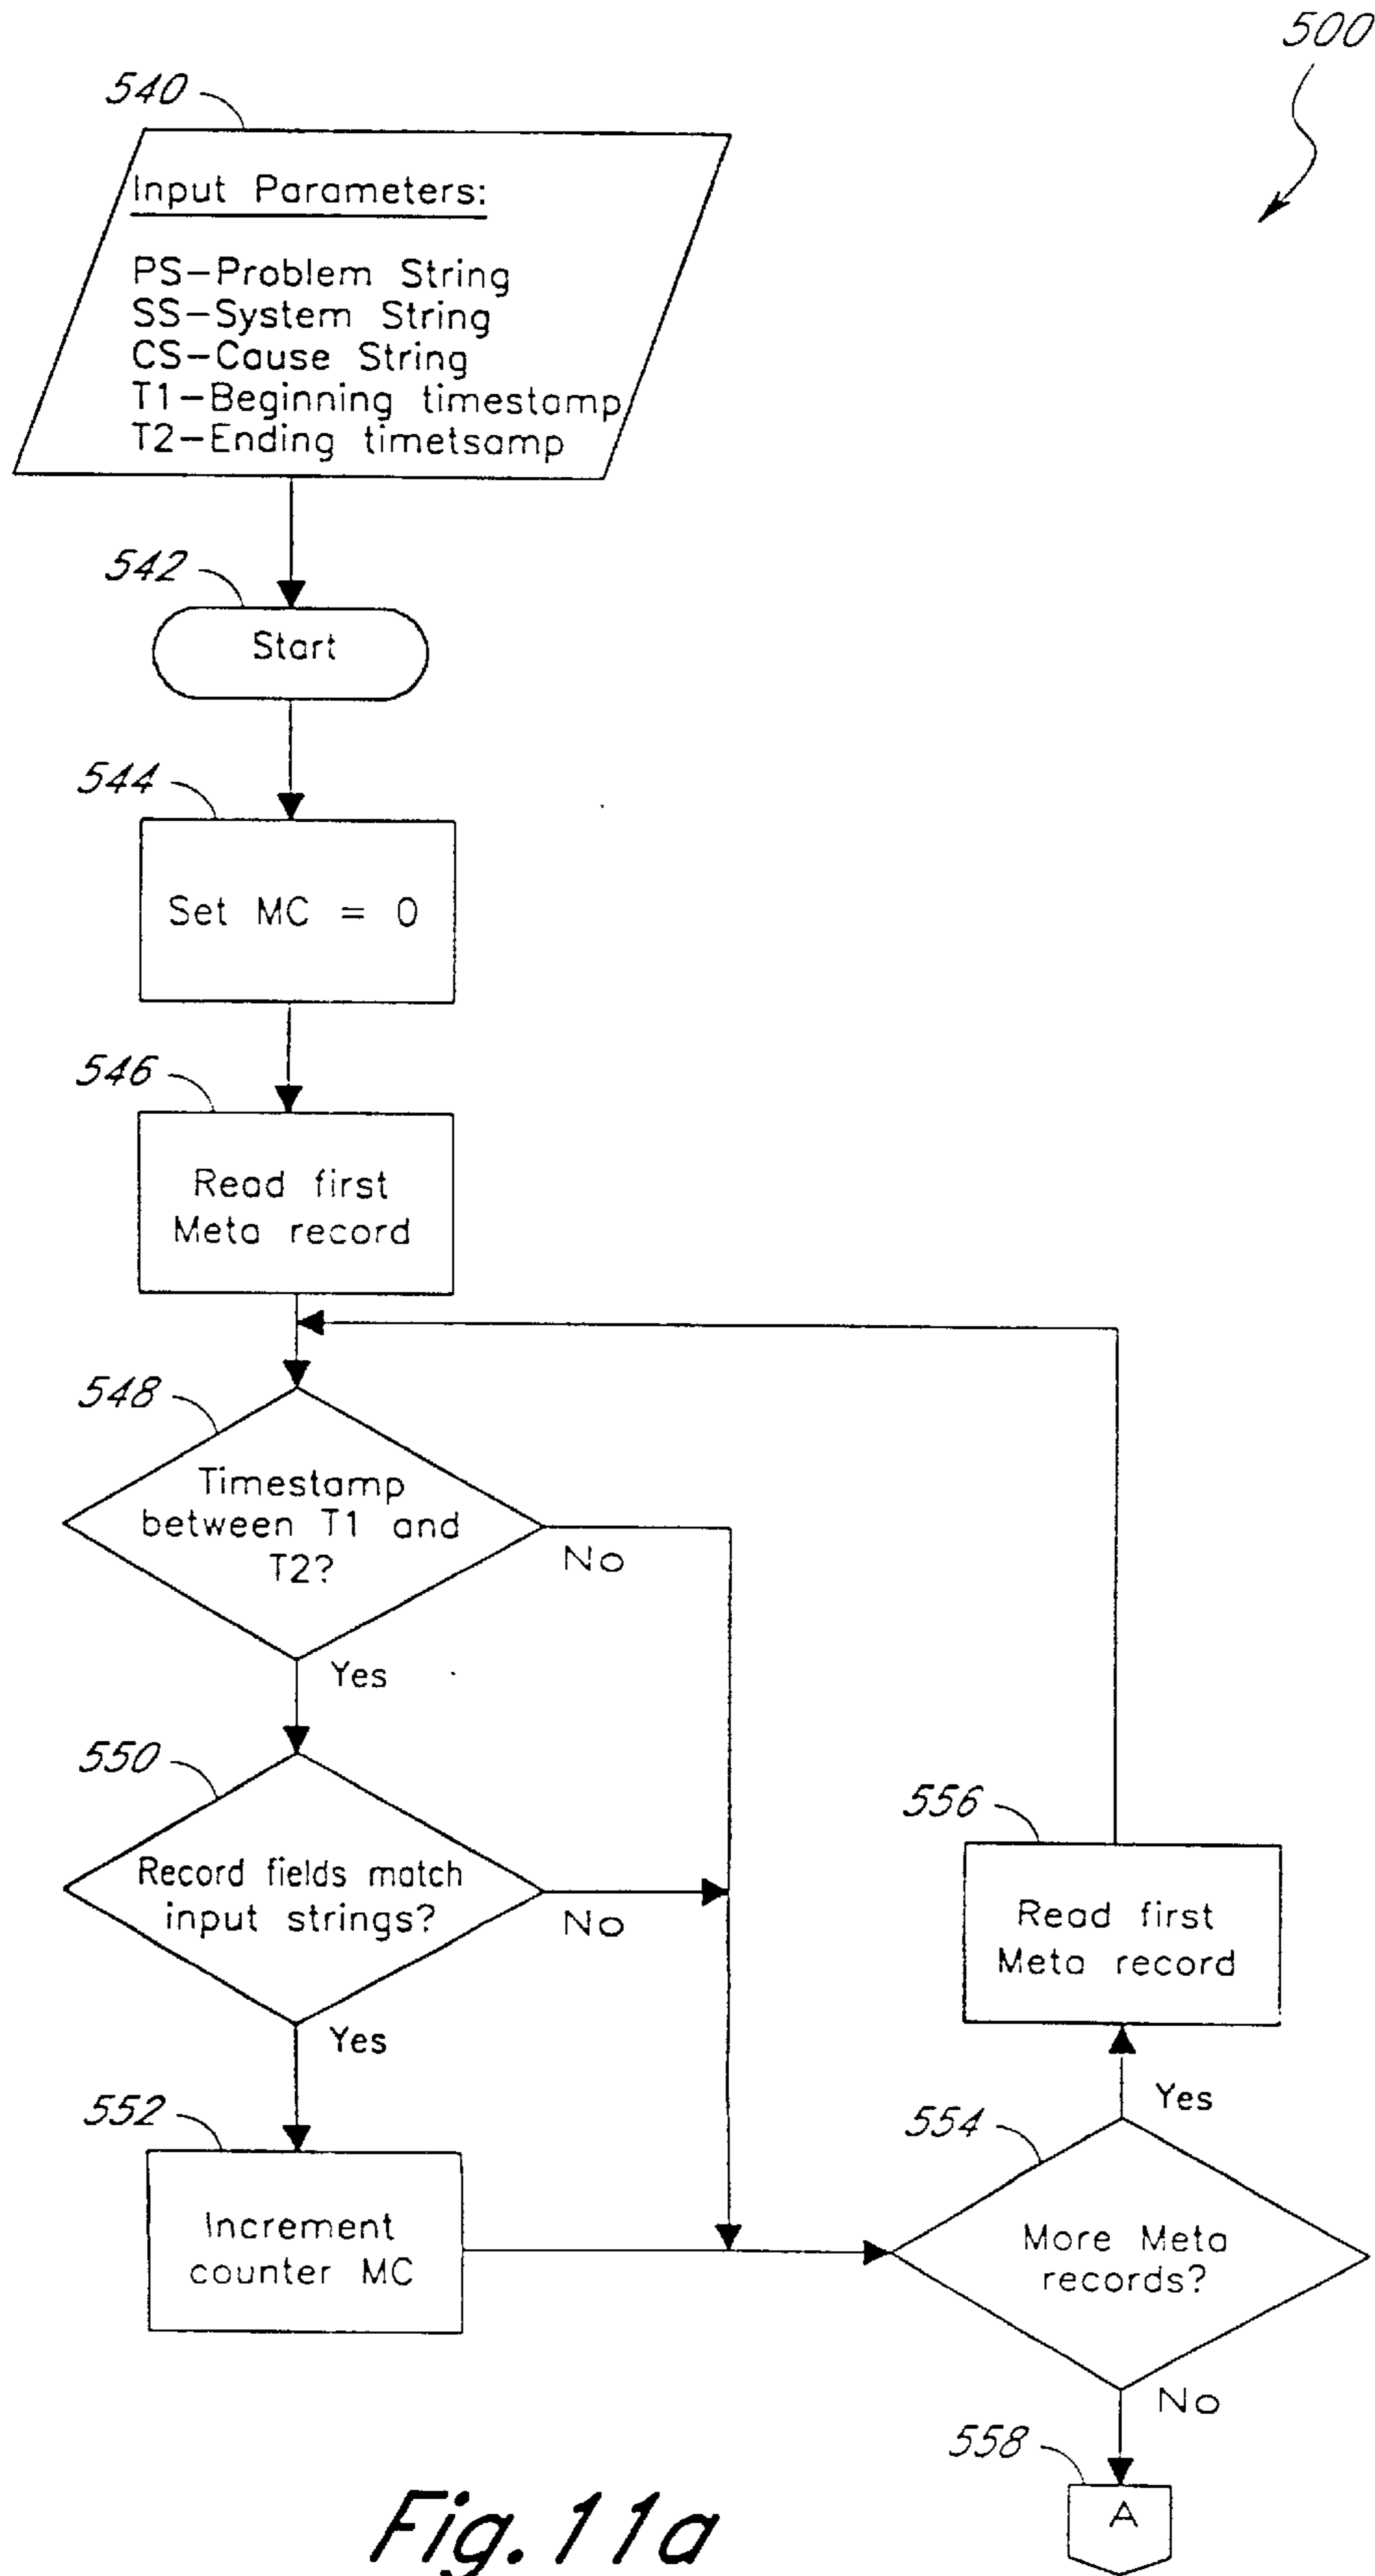 500
540
Input Parameters:
PS-Problem String
SS-System String
CS-Cause String
T1-Beginning timestamp
T2-Ending timetsamp
542
Start
544
Set MC = 0
546
Read first
Meta record
548
Timestamp
between T1 and
T2?
No
Yes
550
Record fields match
input strings?
No
Yes
552
Increment
counter MC
556
Read first
Meta record
Yes
554
More Meta
records?
No
558
A
Fig. 11a